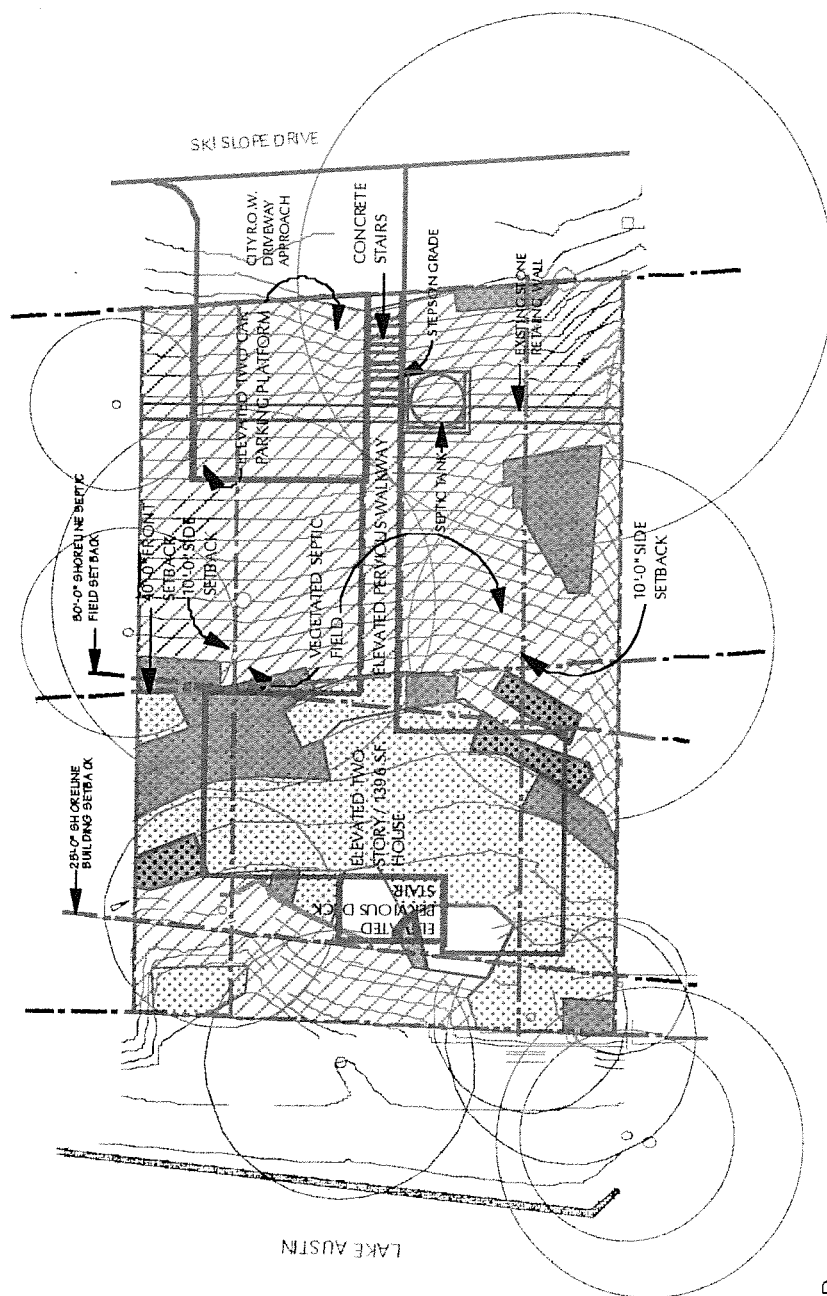 SKI SLOPE DRIVE
CITY R.O.W.
DRIVEWAY
APPROACH
CONCRETE
STAIRS
STEPS ON GRADE
EXISTING STONE
RETAINING WALL
ELEVATED TWO CAR
PARKING PLATFORM
SEPTIC TANK
ELEVATED PERVIOUS WALKWAY
VEGETATED SEPTIC
FIELD
40'-0" FRONT
SETBACK
10'-0" SIDE
SETBACK
10'-0" SIDE
SETBACK
SHORELINE SEPTIC
FIELD SETBACK
25'-0" SHORELINE
BUILDING SETBACK
ELEVATED TWO
STORY / 1396 SF
HOUSE
ELEVATED
PERVIOUS DECK
STAIR
LAKE AUSTIN